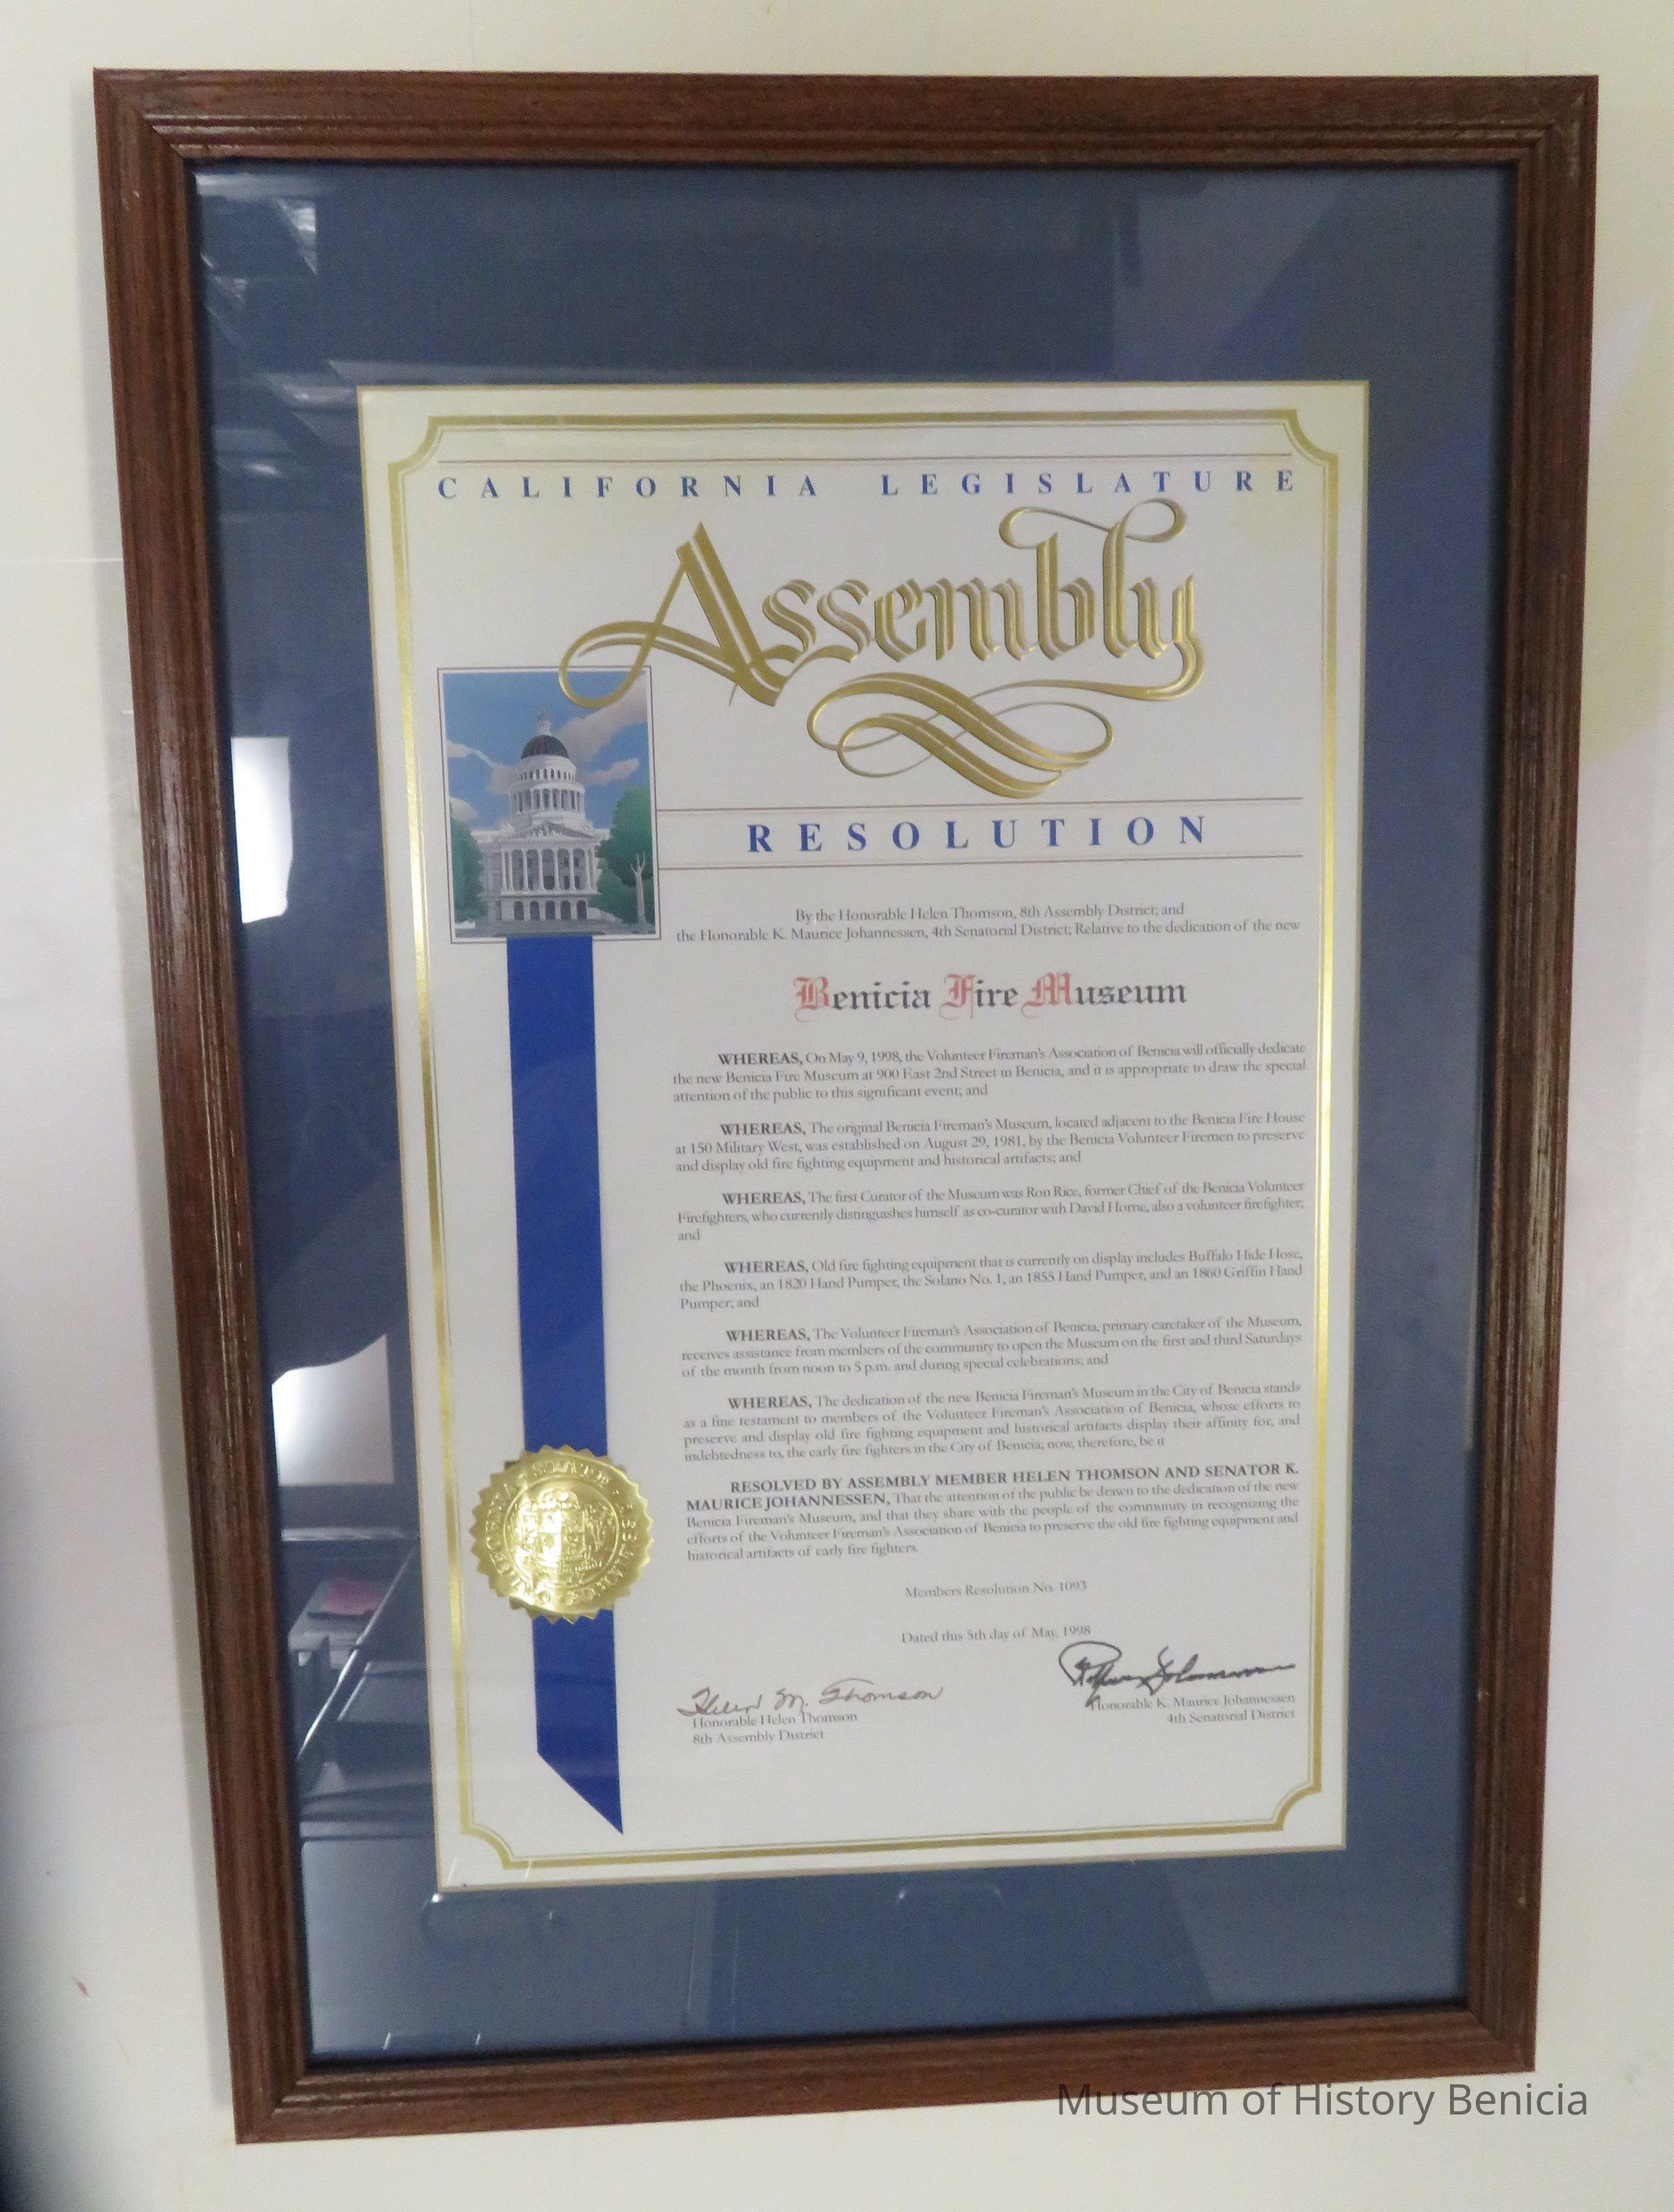 CALIFORNIA LEGISLATURE
Assembly
RESOLUTION
By the Honorable Helen Thomson, 8th Assembly District; and
the Honorable K. Maurice Johannessen, 4th Senatorial District; Relative to the dedication of the new
Benicia Fire Museum
WHEREAS, On May 9, 1998, the Volunteer Fireman's Association of Benicia will officially dedicate
the new Benicia Fire Museum at 900 East 2nd Street in Benicia, and it is appropriate to draw the special
attention of the public to this significant event; and
WHEREAS, The original Benicia Fireman's Museum, located adjacent to the Benicia Fire House
at 150 Military West, was established on August 29, 1981, by the Benicia Volunteer Firemen to preserve
and display old fire fighting equipment and historical artifacts; and
WHEREAS, The first Curator of the Museum was Ron Rice, former Chief of the Benicia Volunteer
Firefighters, who currently distinguishes himself as co-curator with David Horne, also a volunteer firefighter;
and
WHEREAS, Old fire fighting equipment that is currently on display includes Buffalo Hide Hose,
the Phoenix, an 1820 Hand Pumper, the Solano No. 1, an 1855 Hand Pumper, and an 1860 Griffin Hand
Pumper; and
WHEREAS, The Volunteer Fireman's Association of Benicia, primary caretaker of the Museum,
receives assistance from members of the community to open the Museum on the first and third Saturdays
of the month from noon to 5 p.m. and during special celebrations; and
WHEREAS, The dedication of the new Benicia Fireman's Museum in the City of Benicia stands
as a fine testament to members of the Volunteer Fireman's Association of Benicia, whose efforts to
preserve and display old fire fighting equipment and historical artifacts display their affinity for, and
indebtedness to, the early fire fighters in the City of Benicia; now, therefore, be it
RESOLVED BY ASSEMBLY MEMBER HELEN THOMSON AND SENATOR K.
MAURICE JOHANNESSEN, That the attention of the public be drawn to the dedication of the new
Benicia Fireman's Museum, and that they share with the people of the community in recognizing the
efforts of the Volunteer Fireman's Association of Benicia to preserve the old fire fighting equipment and
historical artifacts of early fire fighters.
Members Resolution No. 1093
Dated this 5th day of May, 1998
Helen M. Thomson
Honorable Helen Thomson
8th Assembly District
Honorable K. Maurice Johannessen
4th Senatorial District
Museum of History Benicia